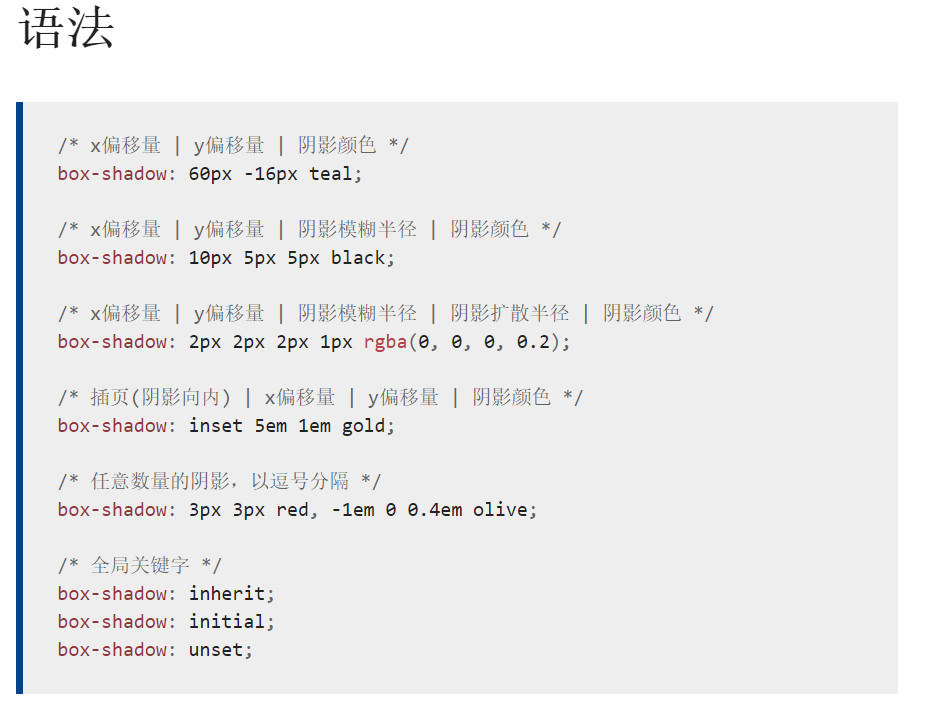 语法
/* x偏移量 | y偏移量 | 阴影颜色 */
box-shadow: 60px -16px teal;
/* x偏移量 | y偏移量 | 阴影模糊半径 | 阴影颜色 */
box-shadow: 10px 5px 5px black;
/* x偏移量 | y偏移量 | 阴影模糊半径 | 阴影扩散半径 | 阴影颜色 */
box-shadow: 2px 2px 2px 1px rgba(0, 0, 0, 0.2);
/* 插页(阴影向内) | x偏移量 | y偏移量 | 阴影颜色 */
box-shadow: inset 5em 1em gold;
/* 任意数量的阴影，以逗号分隔 */
box-shadow: 3px 3px red, -1em 0 0.4em olive;
/* 全局关键字 */
box-shadow: inherit;
box-shadow: initial;
box-shadow: unset;